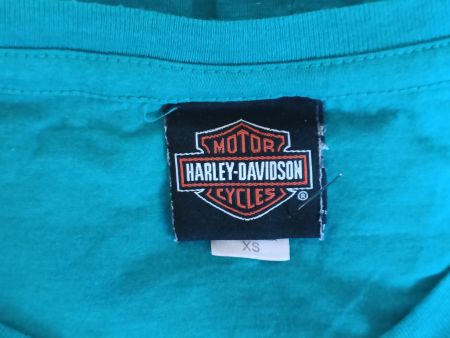 MOTOR
HARLEY-DAVIDSON
CYCLES
®
XS